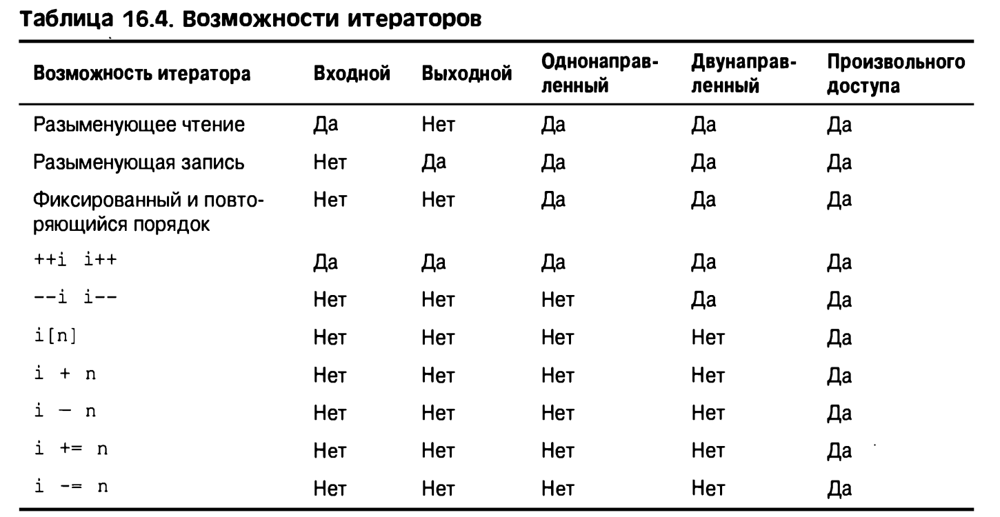 Таблица 16.4. Возможности итераторов
Возможность итератора Входной Выходной Однонаправ- Двунаправ- Произвольного
ленный ленный доступа
Разыменующее чтение Да Нет Да Да Да
Разыменующая запись Нет Да Да Да Да
Фиксированный и повто- Нет Нет Да Да Да
ряющийся порядок
++i i++ Да Да Да Да Да
--i i-- Нет Нет Нет Да Да
i[n] Нет Нет Нет Нет Да
i + n Нет Нет Нет Нет Да
i − n Нет Нет Нет Нет Да
i += n Нет Нет Нет Нет Да
i -= n Нет Нет Нет Нет Да